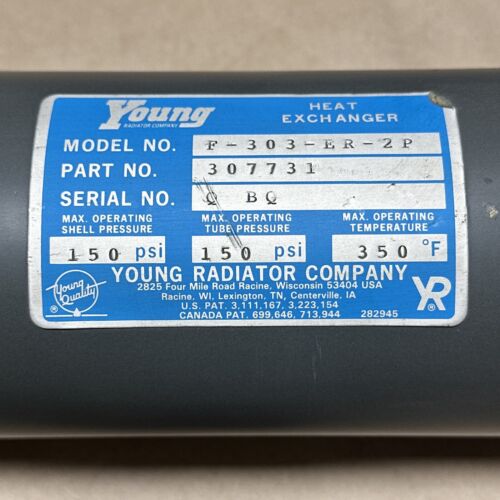 Young
RADIATOR COMPANY
HEAT
EXCHANGER
MODEL NO. F-303-ER-2P
PART NO. 307731
SERIAL NO. Q BQ
MAX. OPERATING
SHELL PRESSURE
150 psi
MAX. OPERATING
TUBE PRESSURE
150 psi
MAX. OPERATING
TEMPERATURE
350 °F
YOUNG RADIATOR COMPANY
2825 Four Mile Road Racine, Wisconsin 53404 USA
Racine, WI, Lexington, TN, Centerville, IA
U.S. PAT. 3,111,167, 3,223,154
CANADA PAT. 699,646, 713,944 282945
Young
Quality
®
YR
®